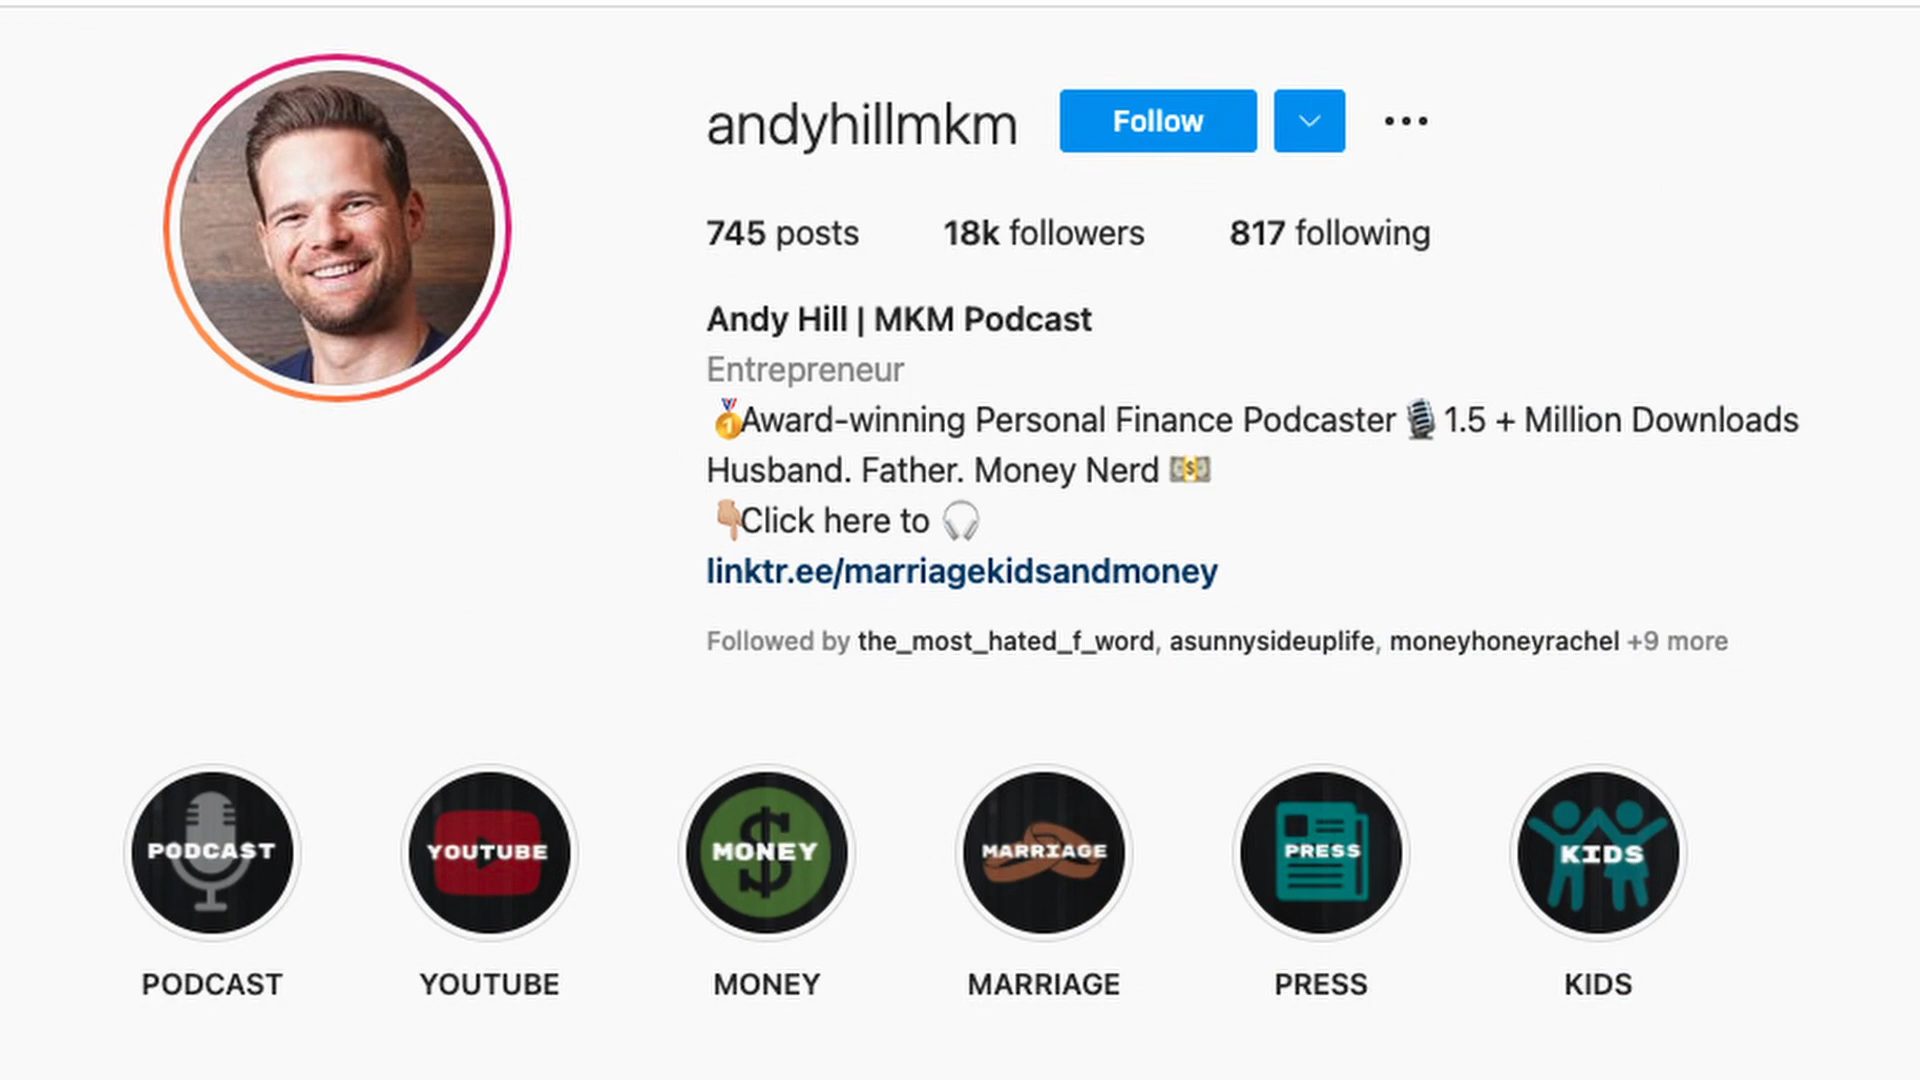 andyhillmkm Follow
745 posts 18k followers 817 following
Andy Hill | MKM Podcast
Entrepreneur
🥇Award-winning Personal Finance Podcaster 🎙️1.5 + Million Downloads
Husband. Father. Money Nerd 💵
👇🏼Click here to 🎧
linktr.ee/marriagekidsandmoney
Followed by the_most_hated_f_word, asunnysideuplife, moneyhoneyrachel +9 more
PODCAST YOUTUBE MONEY MARRIAGE PRESS KIDS
PODCAST YOUTUBE MONEY MARRIAGE PRESS KIDS